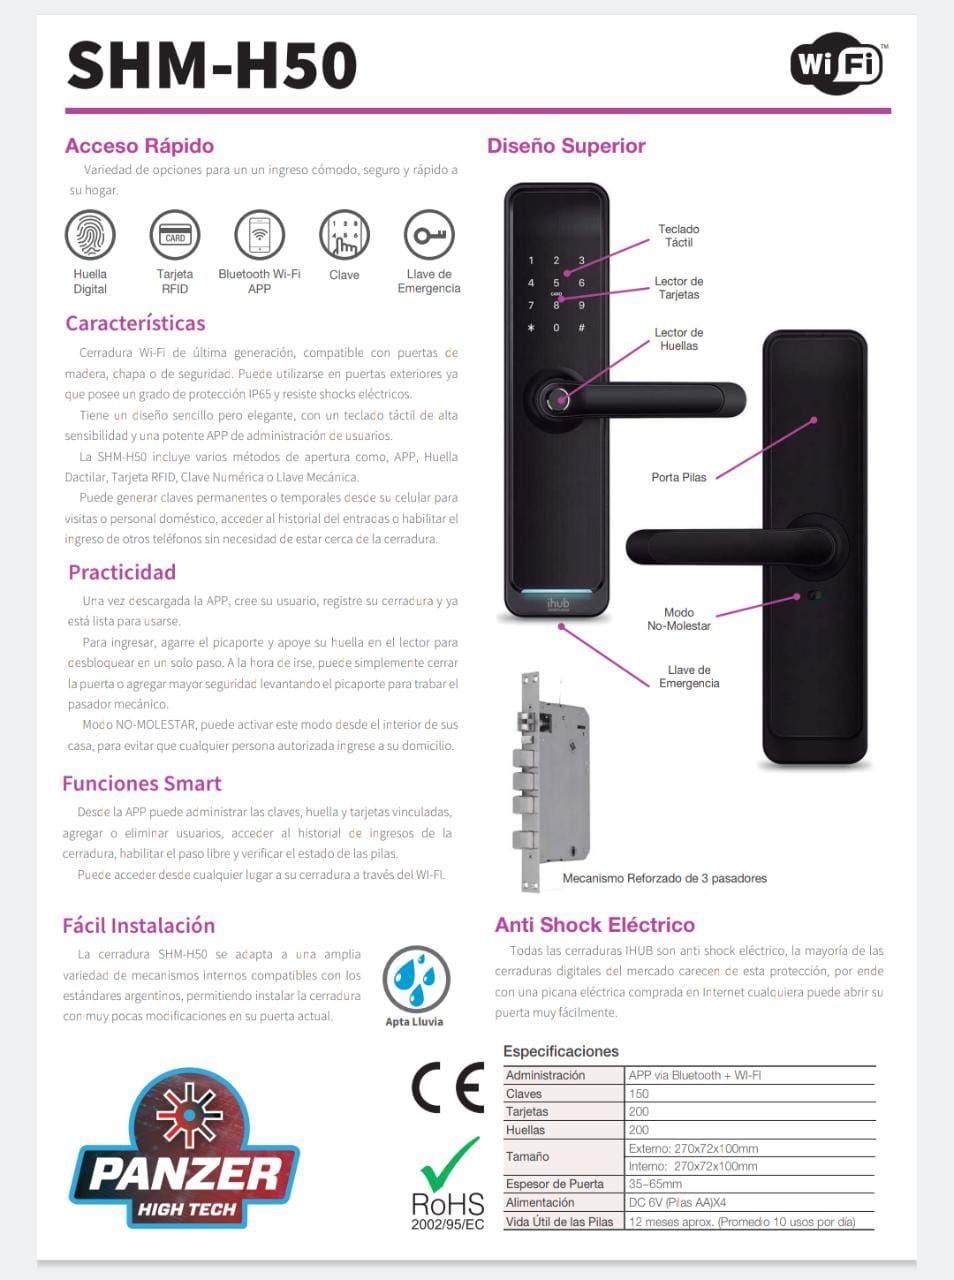 SHM-H50
WiFi™
Acceso Rápido
Variedad de opciones para un un ingreso cómodo, seguro y rápido a
su hogar.
CARD
1 2 8
4 5 6
Huella
Digital
Tarjeta
RFID
Bluetooth Wi-Fi
APP
Clave
Llave de
Emergencia
Características
Cerradura Wi-Fi de última generación, compatible con puertas de
madera, chapa o de seguridad. Puede utilizarse en puertas exteriores ya
que posee un grado de protección IP65 y resiste shocks eléctricos.
Tiene un diseño sencillo pero elegante, con un teclado táctil de alta
sensibilidad y una potente APP de administración de usuarios.
La SHM-H50 incluye varios métodos de apertura como, APP, Huella
Dactilar, Tarjeta RFID, Clave Numérica o Llave Mecánica.
Puede generar claves permanentes o temporales desde su celular para
visitas o personal doméstico, acceder al historial del entradas o habilitar el
ingreso de otros teléfonos sin necesidad de estar cerca de la cerradura.
Practicidad
Una vez descargada la APP, cree su usuario, registre su cerradura y ya
está lista para usarse.
Para ingresar, agarre el picaporte y apoye su huella en el lector para
desbloquear en un solo paso. A la hora de irse, puede simplemente cerrar
la puerta o agregar mayor seguridad levantando el picaporte para trabar el
pasador mecánico.
Modo NO-MOLESTAR, puede activar este modo desde el interior de sus
casa, para evitar que cualquier persona autorizada ingrese a su domicilio.
Funciones Smart
Desde la APP puede administrar las claves, huella y tarjetas vinculadas,
agregar o eliminar usuarios, acceder al historial de ingresos de la
cerradura, habilitar el paso libre y verificar el estado de las pilas.
Puede acceder desde cualquier lugar a su cerradura a través del WI-FI.
Fácil Instalación
La cerradura SHM-H50 se adapta a una amplia
variedad de mecanismos internos compatibles con los
estándares argentinos, permitiendo instalar la cerradura
con muy pocas modificaciones en su puerta actual.
Apta Lluvia
PANZER
HIGH TECH
CE
RoHS
2002/95/EC
Diseño Superior
1 2 3
4 5 6
CARD
7 8 9
* 0 #
ihub
Teclado
Táctil
Lector de
Tarjetas
Lector de
Huellas
Porta Pilas
Modo
No-Molestar
Llave de
Emergencia
Mecanismo Reforzado de 3 pasadores
Anti Shock Eléctrico
Todas las cerraduras IHUB son anti shock eléctrico, la mayoría de las
cerraduras digitales del mercado carecen de esta protección, por ende
con una picana eléctrica comprada en Internet cualquiera puede abrir su
puerta muy fácilmente.
Especificaciones
Administración APP via Bluetooth + WI-FI
Claves 150
Tarjetas 200
Huellas 200
Tamaño Externo: 270x72x100mm
Interno: 270x72x100mm
Espesor de Puerta 35~65mm
Alimentación DC 6V (Pilas AA)X4
Vida Útil de las Pilas 12 meses aprox. (Promedio 10 usos por día)